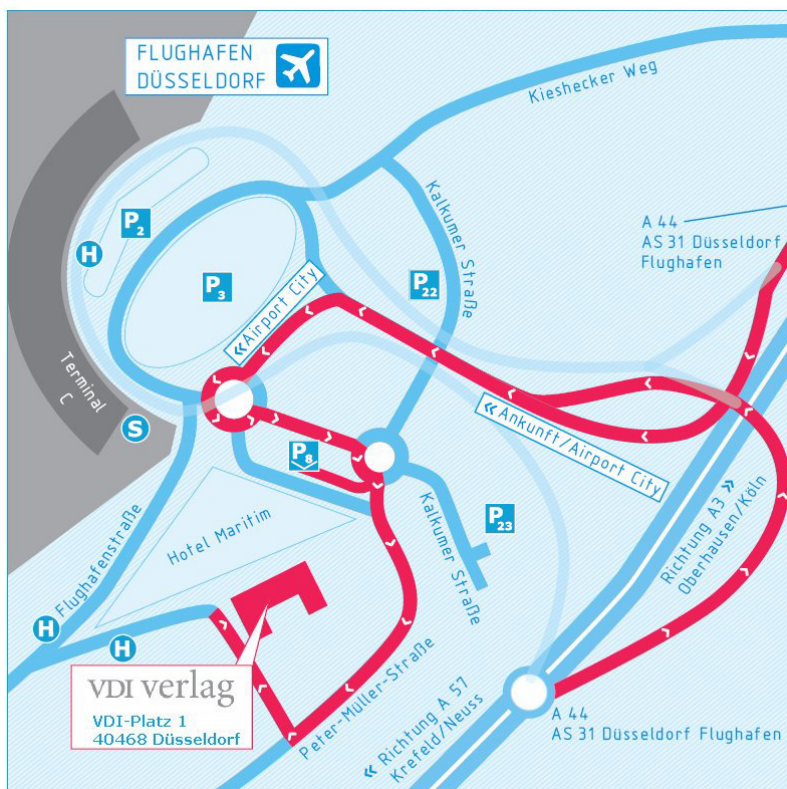 FLUGHAFEN
DÜSSELDORF
Kieshecker Weg
Kalkumer Straße
A 44
AS 31 Düsseldorf
Flughafen
P2
H
P3
P22
«Airport City
Terminal
C
S
« Ankunft/Airport City
P8
P23
Hotel Maritim
Flughafenstraße
Kalkumer Straße
Richtung A3 »
Oberhausen/Köln
H
H
VDI verlag
VDI-Platz 1
40468 Düsseldorf
Peter-Müller-Straße
« Richtung A 57
Krefeld/Neuss
A 44
AS 31 Düsseldorf Flughafen